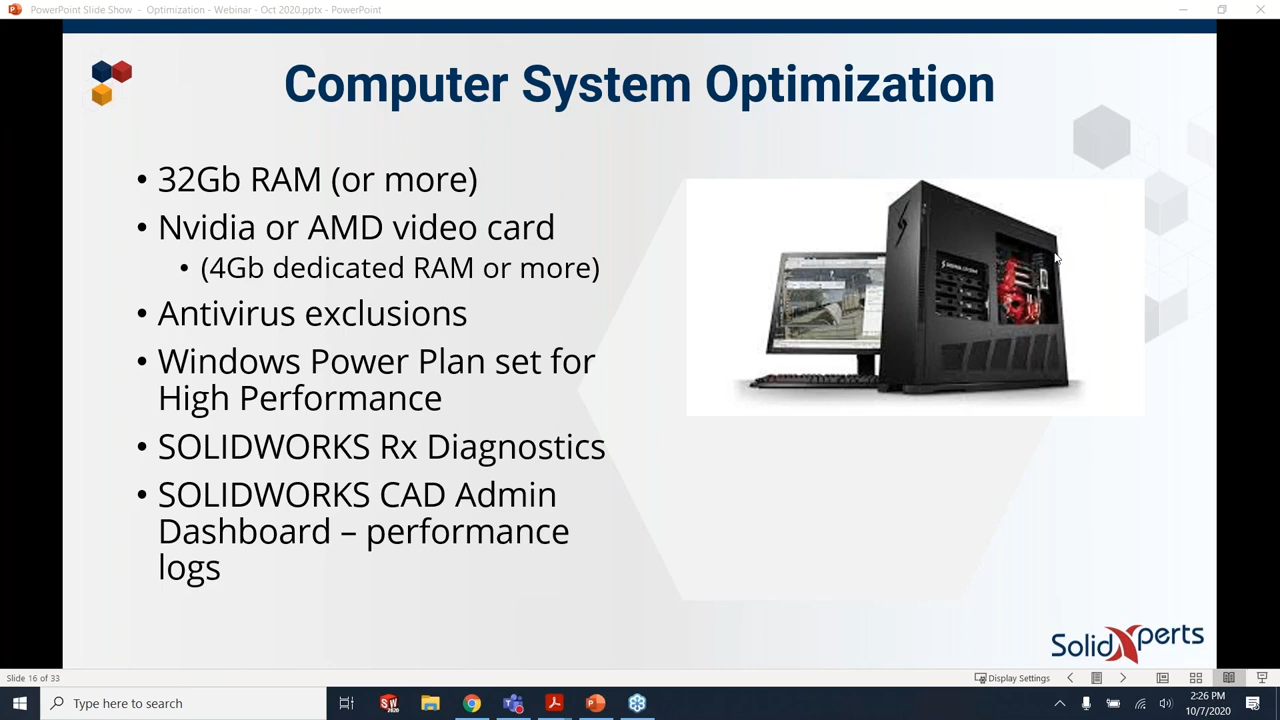 PowerPoint Slide Show - Optimization - Webinar - Oct 2020.pptx - PowerPoint
Computer System Optimization
• 32Gb RAM (or more)
• Nvidia or AMD video card
• (4Gb dedicated RAM or more)
• Antivirus exclusions
• Windows Power Plan set for
High Performance
• SOLIDWORKS Rx Diagnostics
• SOLIDWORKS CAD Admin
Dashboard – performance
logs
SolidXperts
Slide 16 of 33
Display Settings
Type here to search
SW
2020
2:26 PM
10/7/2020